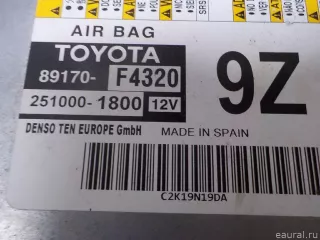 AIR BAG
TOYOTA
89170- F4320
9Z
251000- 1800 12V
DENSO TEN EUROPE GmbH
MADE IN SPAIN
C2K19N19DA
eaural.ru